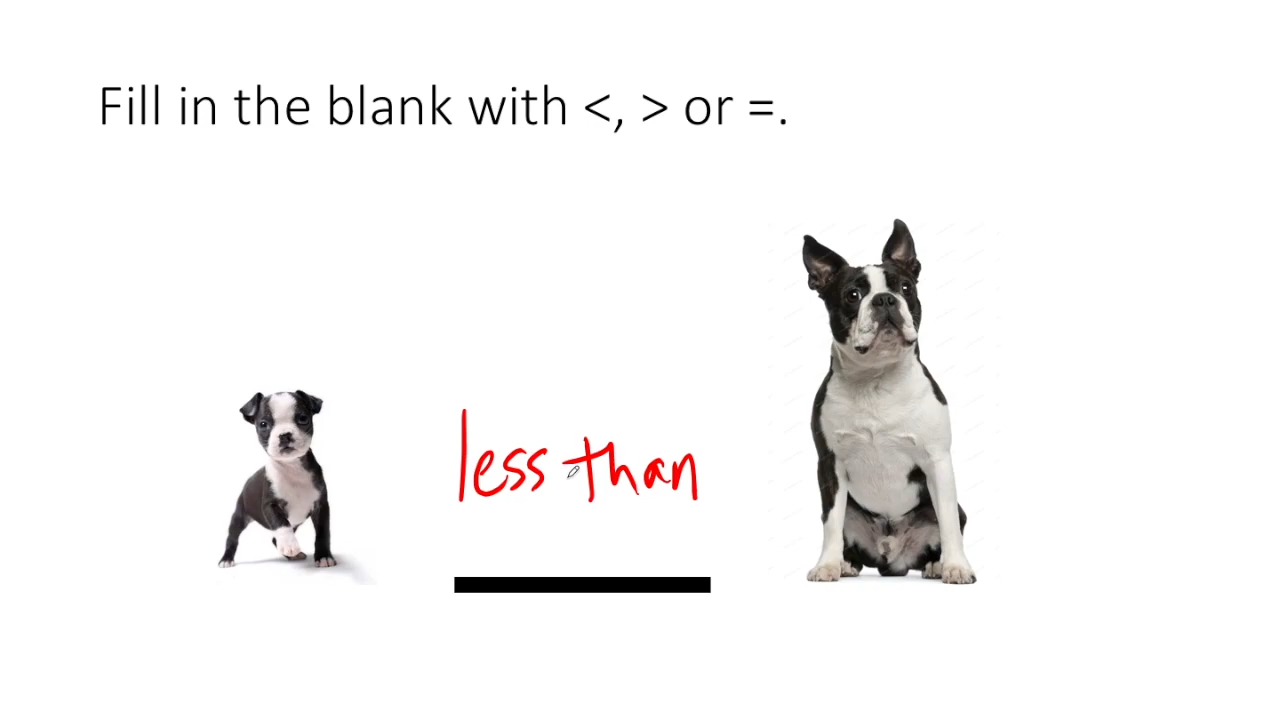 Fill in the blank with <, > or =.
less than